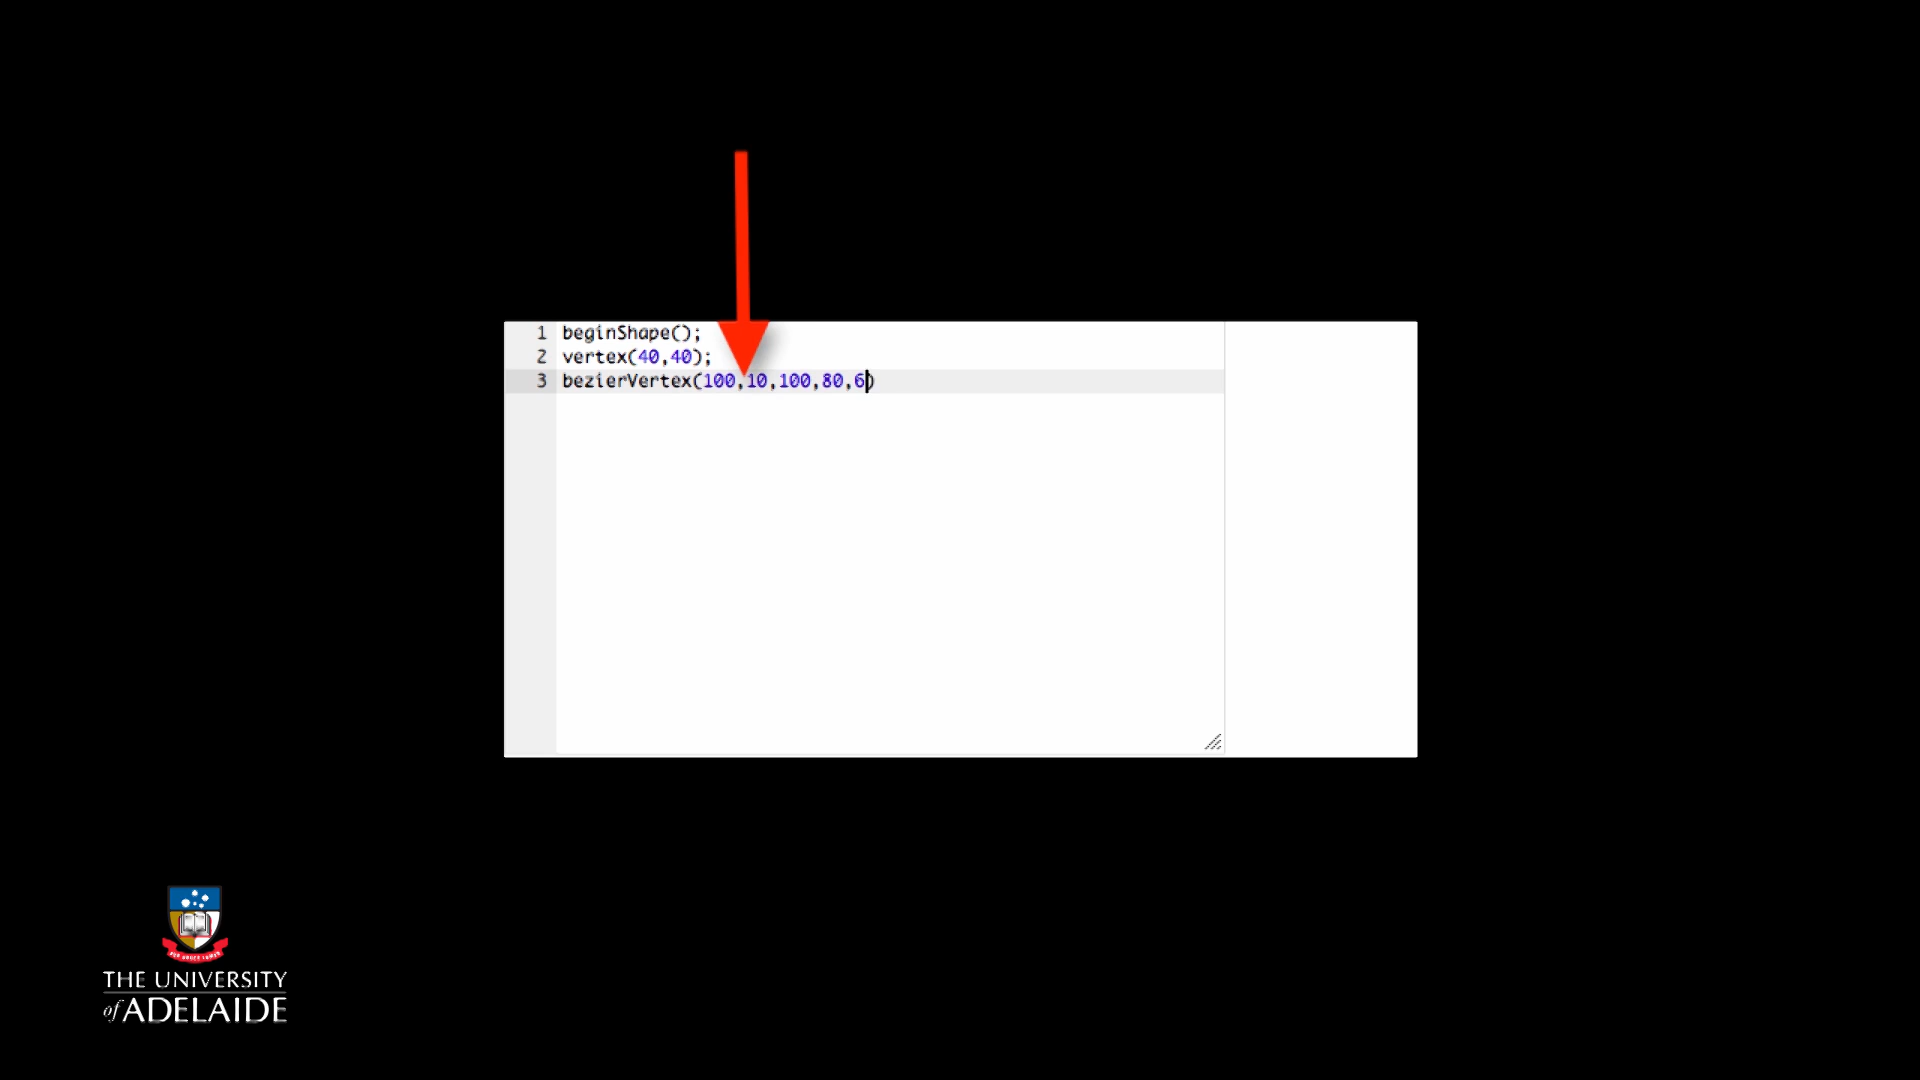 1 beginShape();
2 vertex(40,40);
3 bezierVertex(100,10,100,80,6)
THE UNIVERSITY
of ADELAIDE